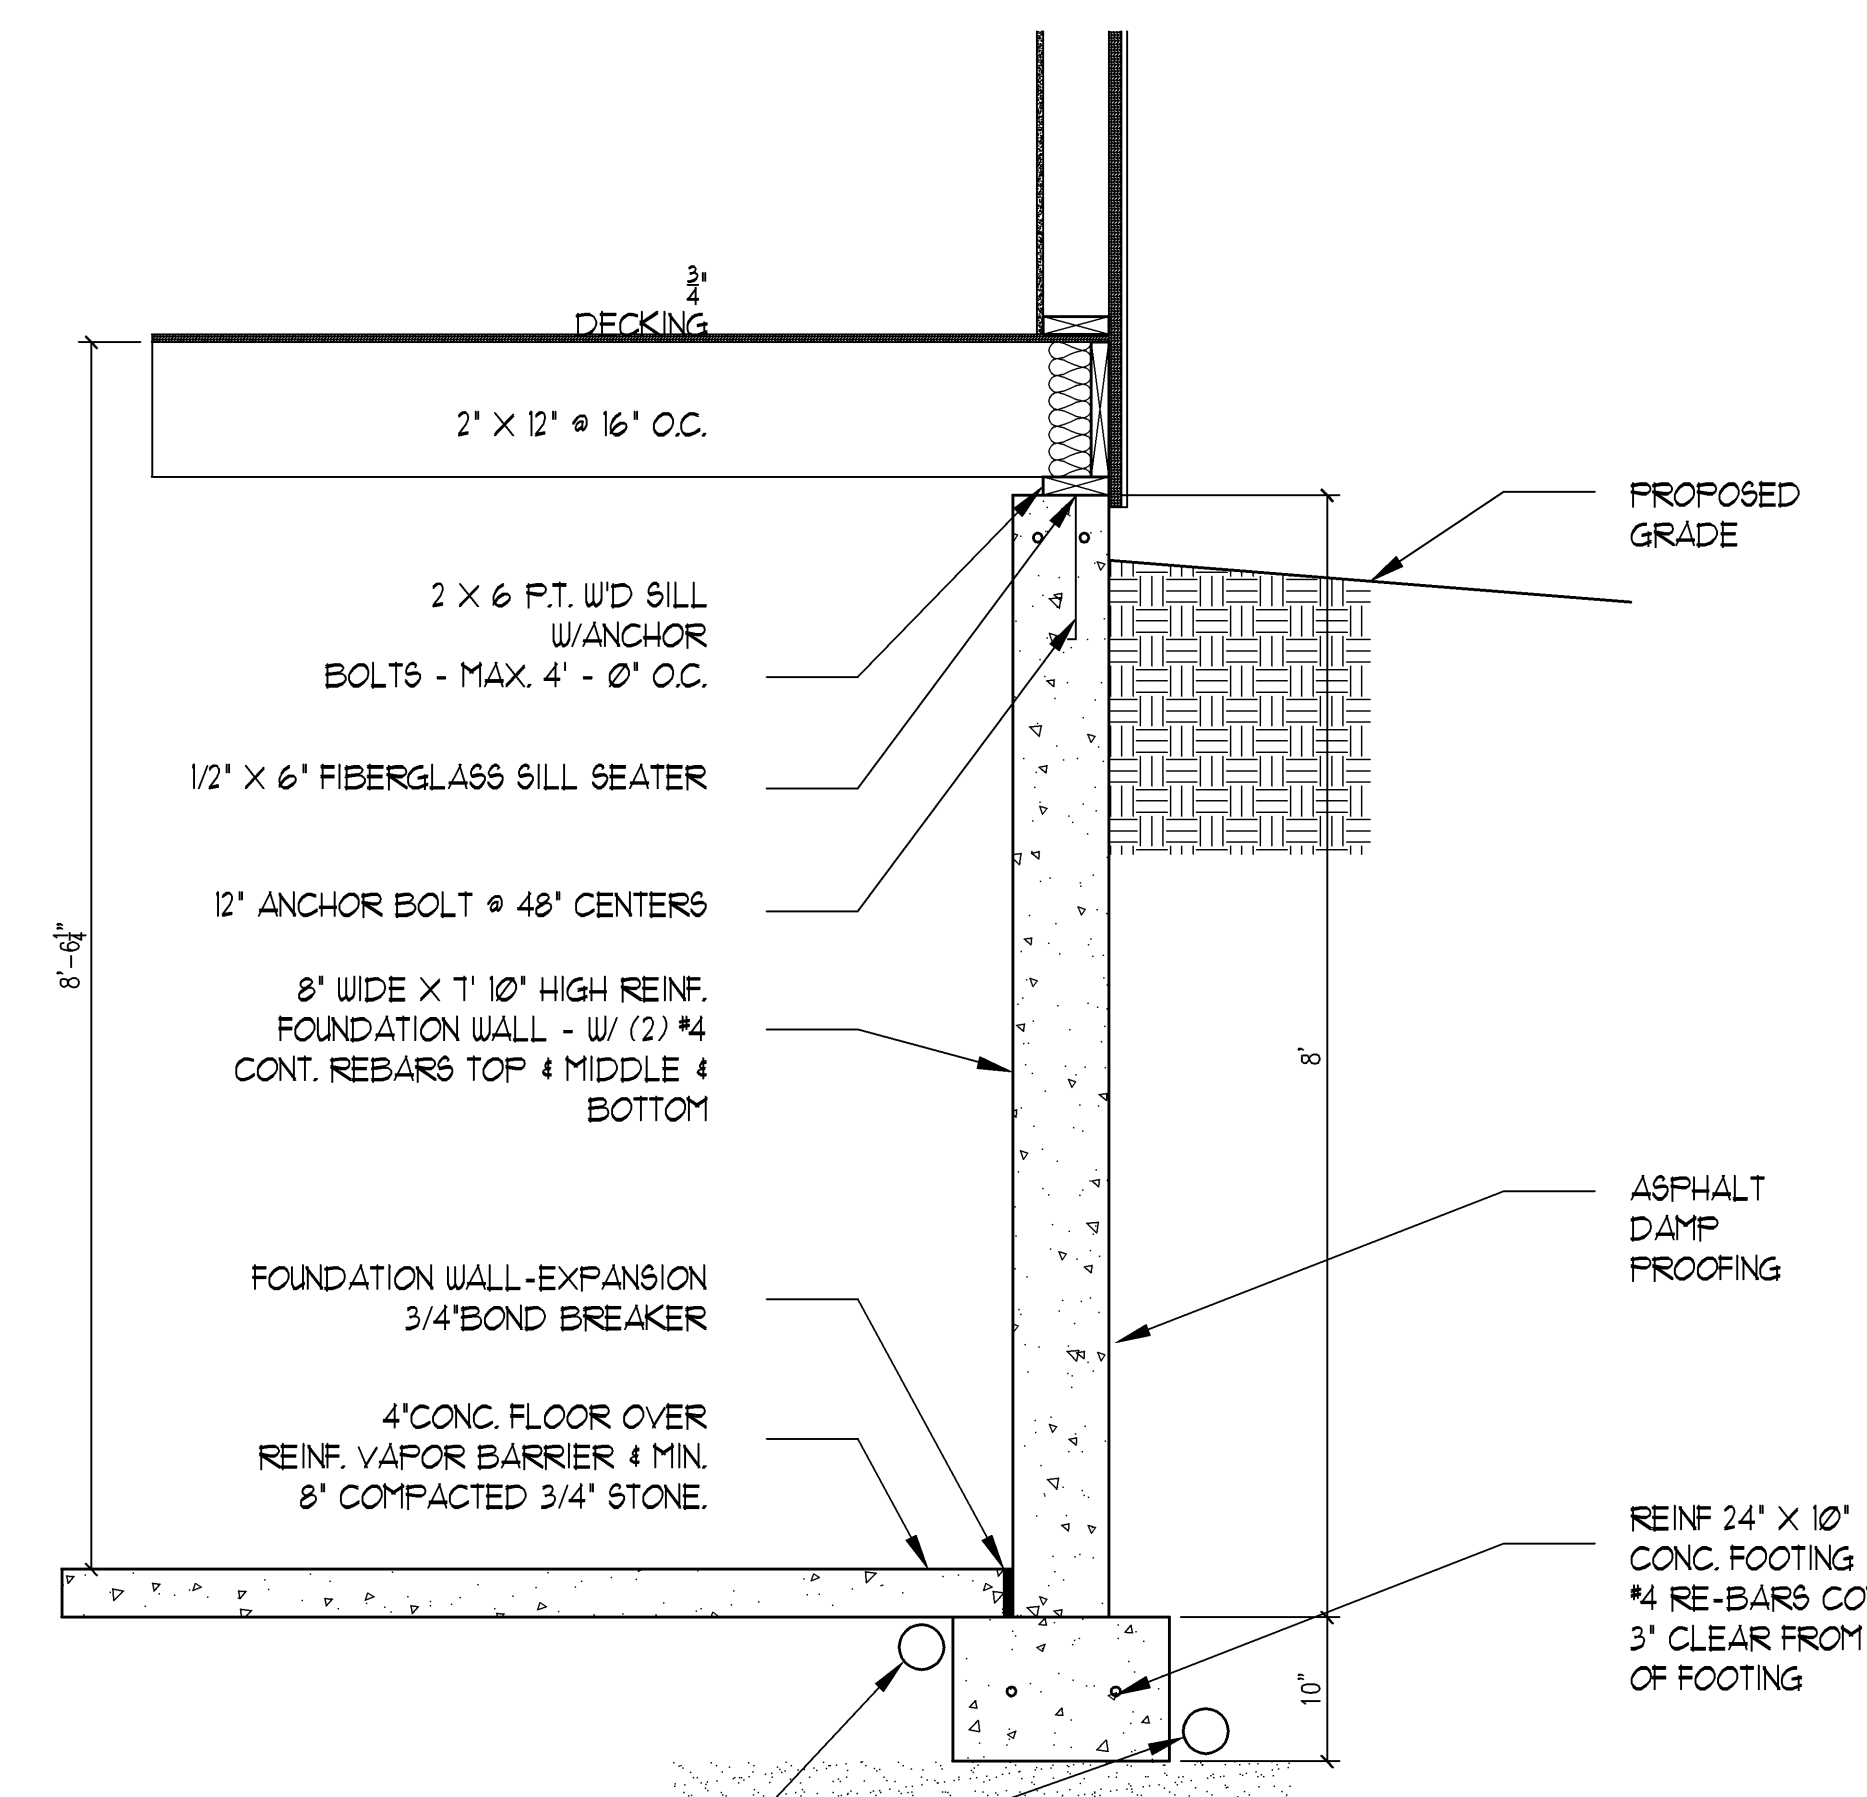 3/4"
DECKING
2" X 12" @ 16" O.C.
PROPOSED
GRADE
2 X 6 P.T. W'D SILL
W/ANCHOR
BOLTS - MAX. 4' - 0" O.C.
1/2" X 6" FIBERGLASS SILL SEATER
12" ANCHOR BOLT @ 48" CENTERS
8'-6 1/4"
8" WIDE X 7' 10" HIGH REINF.
FOUNDATION WALL - W/ (2) #4
CONT. REBARS TOP & MIDDLE &
BOTTOM
8'
ASPHALT
DAMP
PROOFING
FOUNDATION WALL-EXPANSION
3/4"BOND BREAKER
4"CONC. FLOOR OVER
REINF. VAPOR BARRIER & MIN.
8" COMPACTED 3/4" STONE.
REINF 24" X 10"
CONC. FOOTING
#4 RE-BARS
3" CLEAR FROM
OF FOOTING
10"